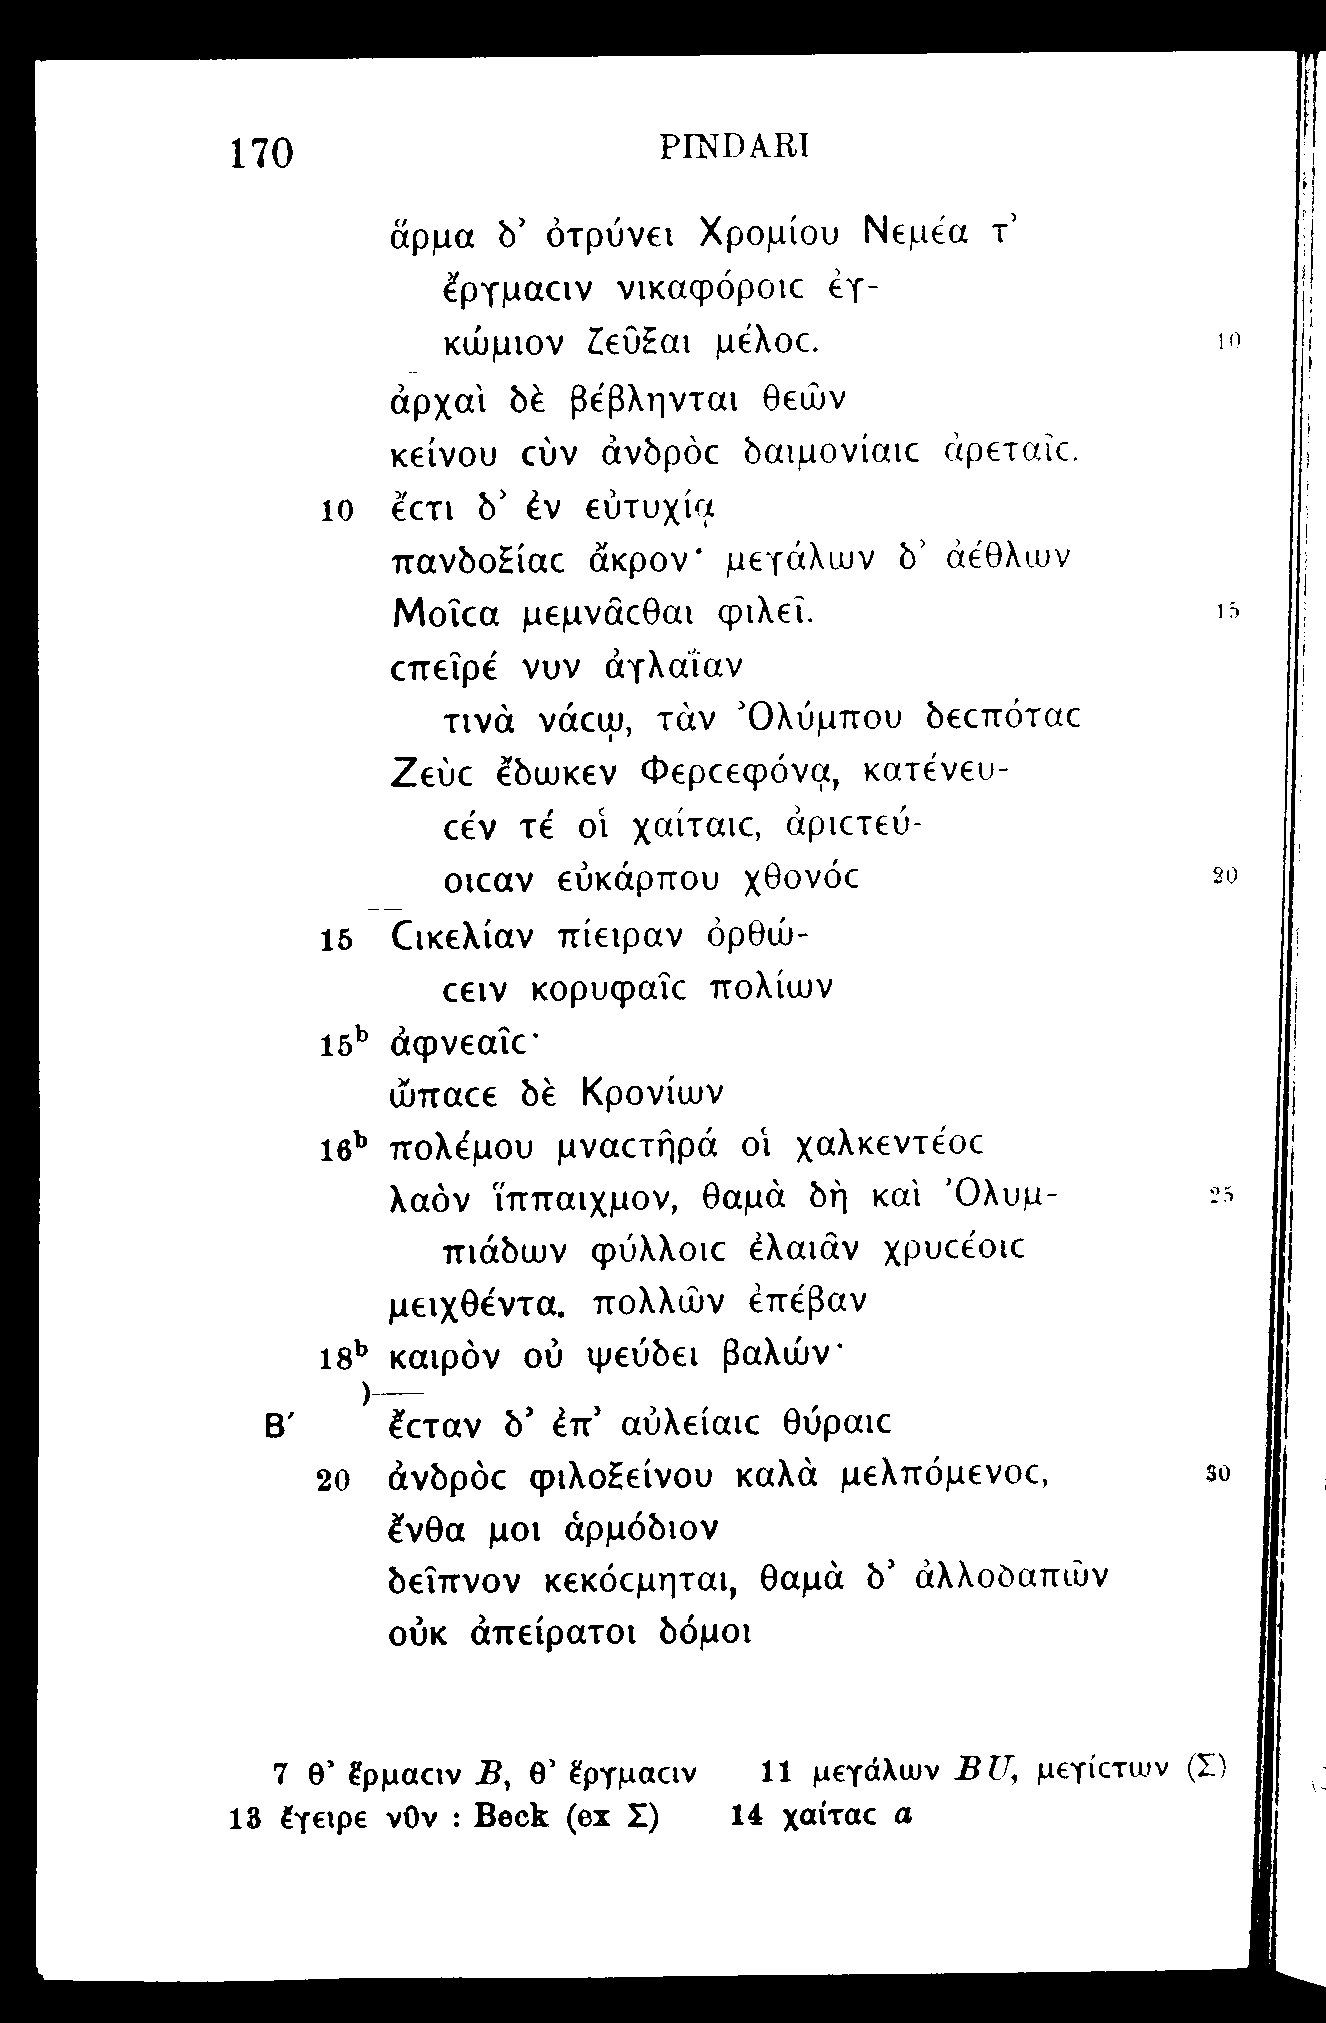 170 PINDARI
ἅρμα δ’ ὀτρύνει Χρομίου Νεμέα τ’
ἔργμαϲιν νικαφόροιϲ ἐγ-
κώμιον ζεῦξαι μέλοϲ. 10
ἀρχαὶ δὲ βέβληνται θεῶν
κείνου ϲὺν ἀνδρὸϲ δαιμονίαιϲ ἀρεταῖϲ.
10 ἔϲτι δ’ ἐν εὐτυχίᾳ
πανδοξίαϲ ἄκρον· μεγάλων δ’ ἀέθλων
Μοῖϲα μεμνᾶϲθαι φιλεῖ. 15
ϲπεῖρέ νυν ἀγλαΐαν
τινὰ νάϲῳ, τὰν Ὀλύμπου δεϲπόταϲ
Ζεὺϲ ἔδωκεν Φερϲεφόνᾳ, κατένευ-
ϲέν τέ οἱ χαίταιϲ, ἀριϲτεύ-
οιϲαν εὐκάρπου χθονόϲ 20
15 Ϲικελίαν πίειραν ὀρθώ-
ϲειν κορυφαῖϲ πολίων
15ᵇ ἀφνεαῖϲ·
ὤπαϲε δὲ Κρονίων
16ᵇ πολέμου μναϲτῆρά οἱ χαλκεντέοϲ
λαὸν ἵππαιχμον, θαμὰ δὴ καὶ Ὀλυμ- 25
πιάδων φύλλοιϲ ἐλαιᾶν χρυϲέοιϲ
μειχθέντα. πολλῶν ἐπέβαν
18ᵇ καιρὸν οὐ ψεύδει βαλών·
Β′ ἔϲταν δ’ ἐπ’ αὐλείαιϲ θύραιϲ
20 ἀνδρὸϲ φιλοξείνου καλὰ μελπόμενοϲ, 30
ἔνθα μοι ἁρμόδιον
δεῖπνον κεκόϲμηται, θαμὰ δ’ ἀλλοδαπῶν
οὐκ ἀπείρατοι δόμοι
7 θ’ ἕρμαϲιν B, θ’ ἔργμαϲιν 11 μεγάλων BU, μεγίϲτων (Σ)
13 ἔγειρε νῦν : Beck (ex Σ) 14 χαίταϲ a